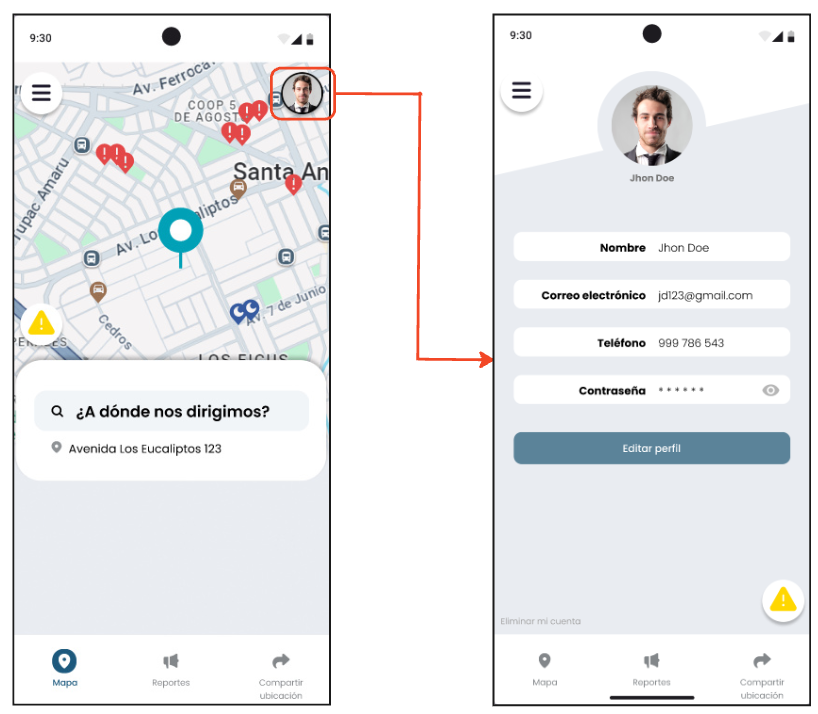 9:30
Av. Ferroca
COOP 5
DE AGOST
Santa An
Tupac Amaru
Av. Lo
liptos
Av. 7 de Junio
Cedros
LOS FICUS
¿A dónde nos dirigimos?
Avenida Los Eucaliptos 123
Mapa
Reportes
Compartir
ubicación
9:30
Jhon Doe
Nombre Jhon Doe
Correo electrónico jd123@gmail.com
Teléfono 999 786 543
Contraseña * * * * * *
Editar perfil
Eliminar mi cuenta
Mapa
Reportes
Compartir
ubicación